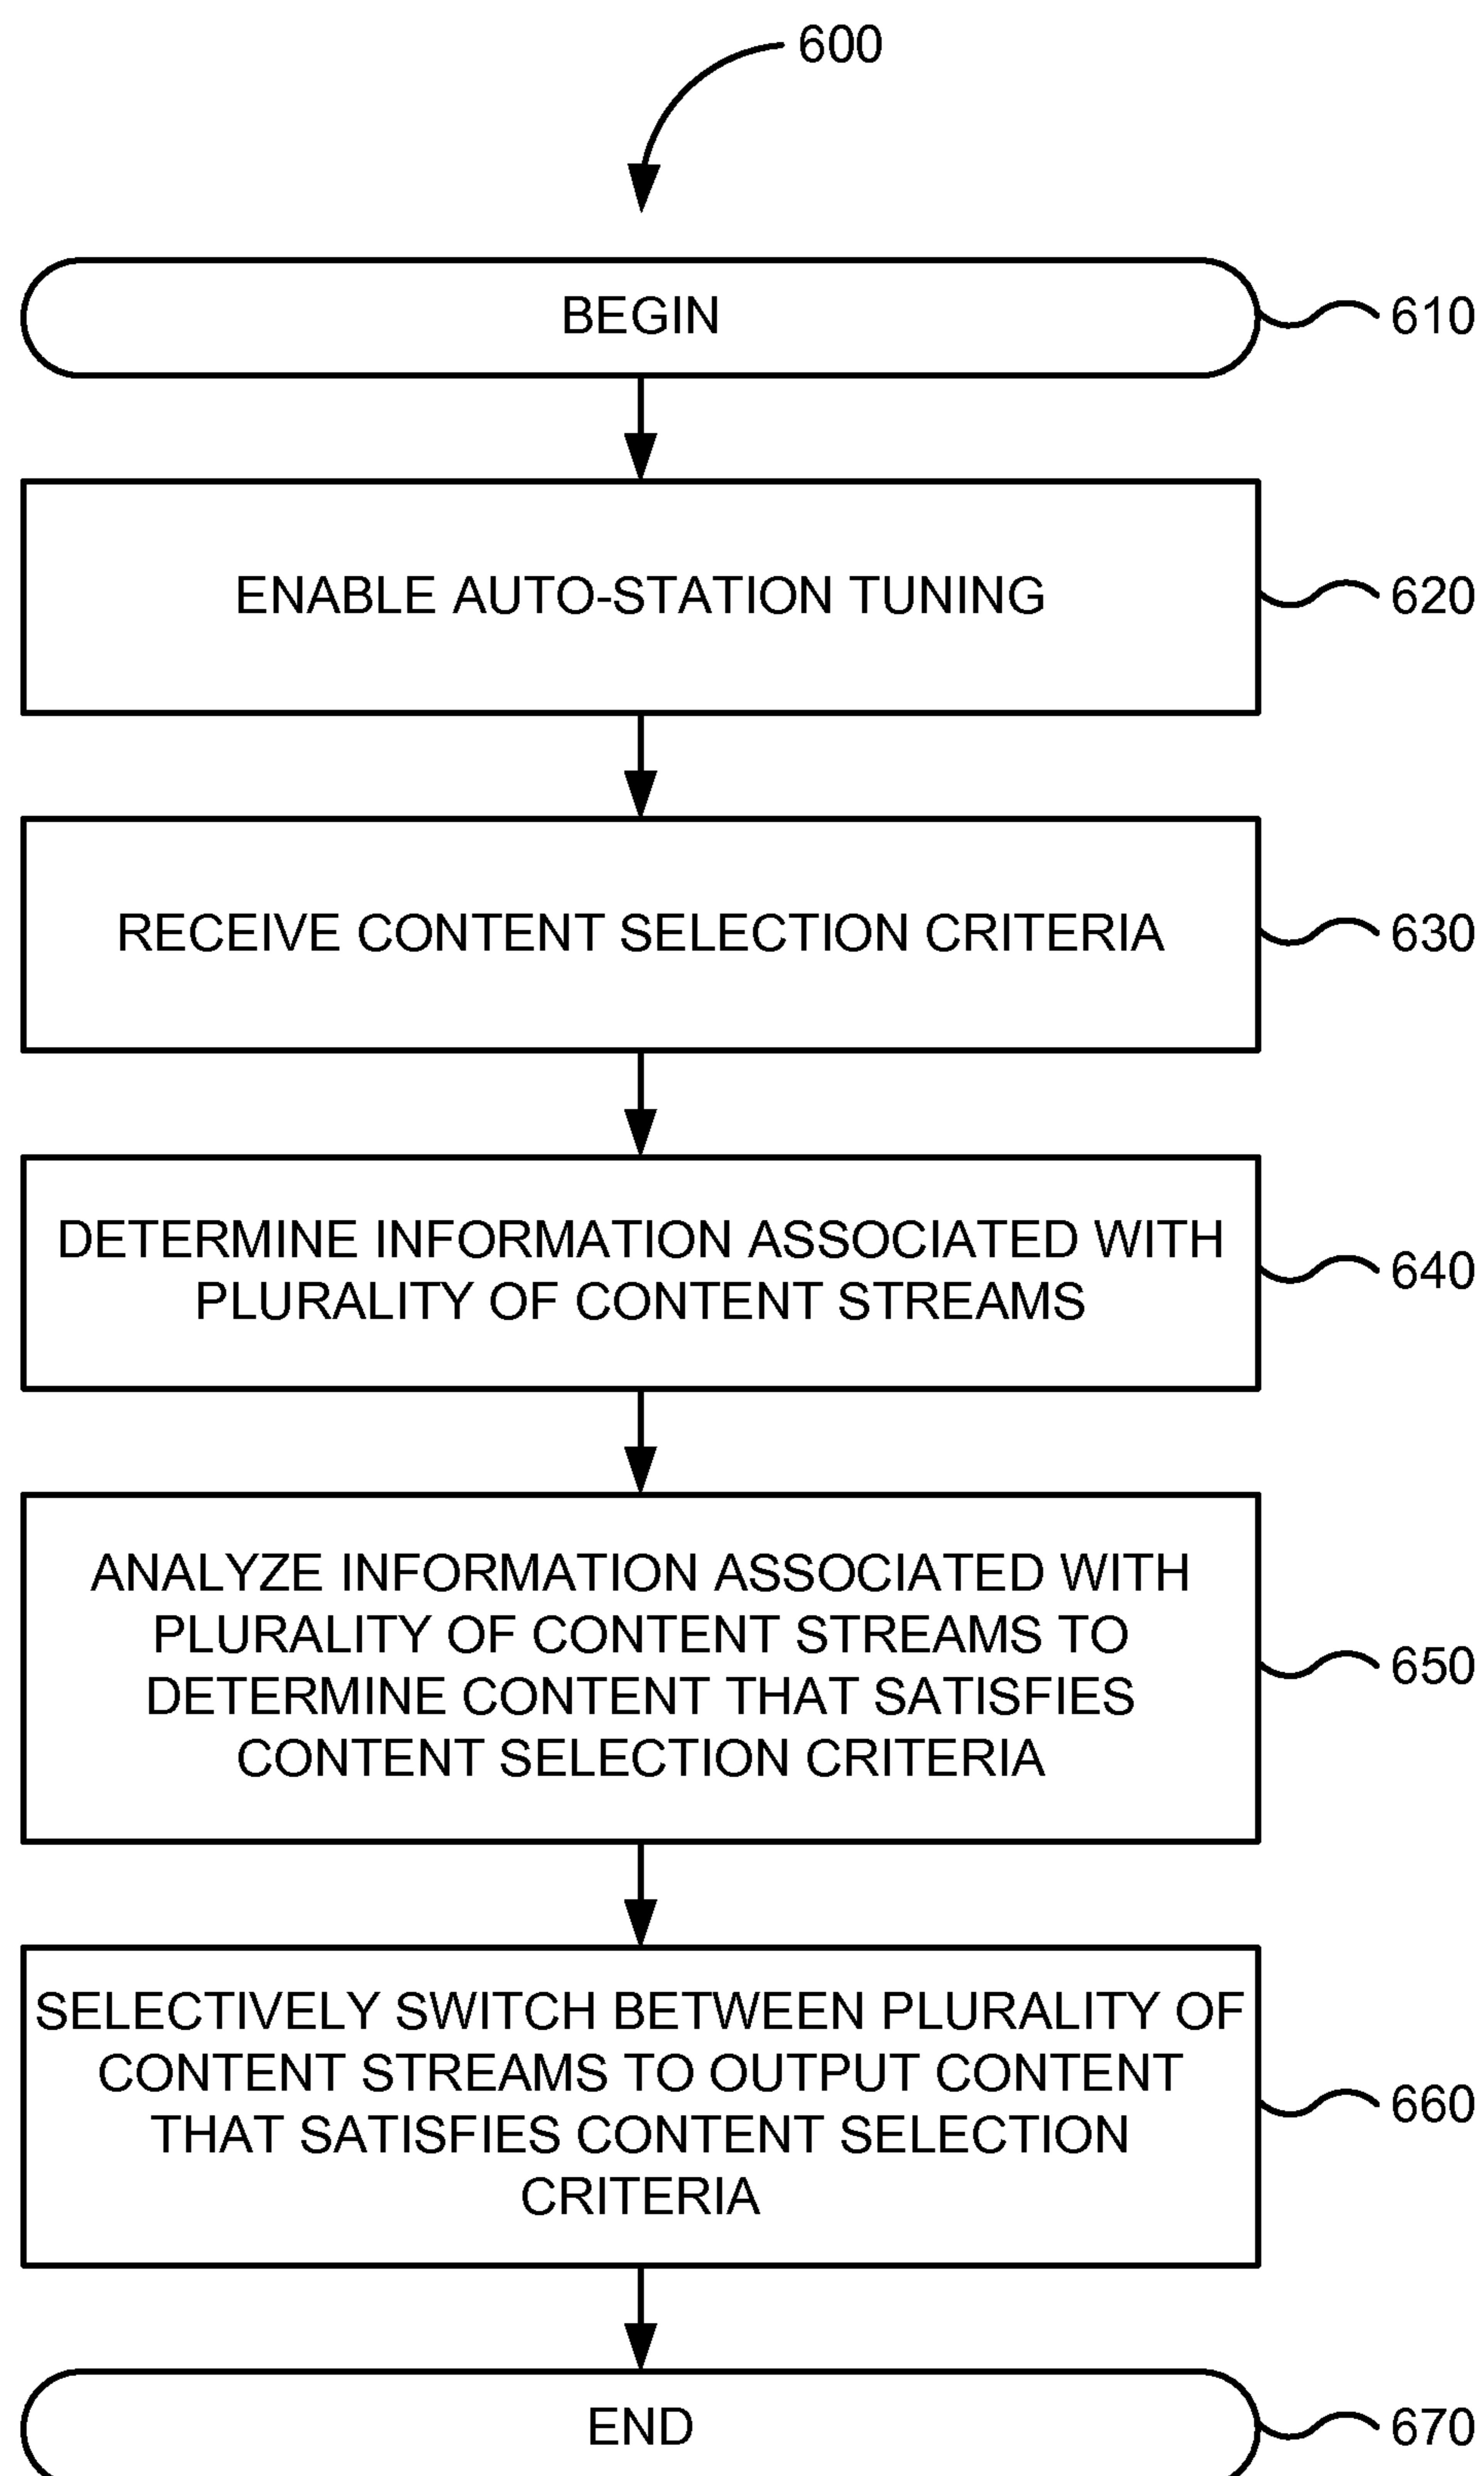 600
BEGIN
610
ENABLE AUTO-STATION TUNING
620
RECEIVE CONTENT SELECTION CRITERIA
630
DETERMINE INFORMATION ASSOCIATED WITH
PLURALITY OF CONTENT STREAMS
640
ANALYZE INFORMATION ASSOCIATED WITH
PLURALITY OF CONTENT STREAMS TO
DETERMINE CONTENT THAT SATISFIES
CONTENT SELECTION CRITERIA
650
SELECTIVELY SWITCH BETWEEN PLURALITY OF
CONTENT STREAMS TO OUTPUT CONTENT
THAT SATISFIES CONTENT SELECTION
CRITERIA
660
END
670